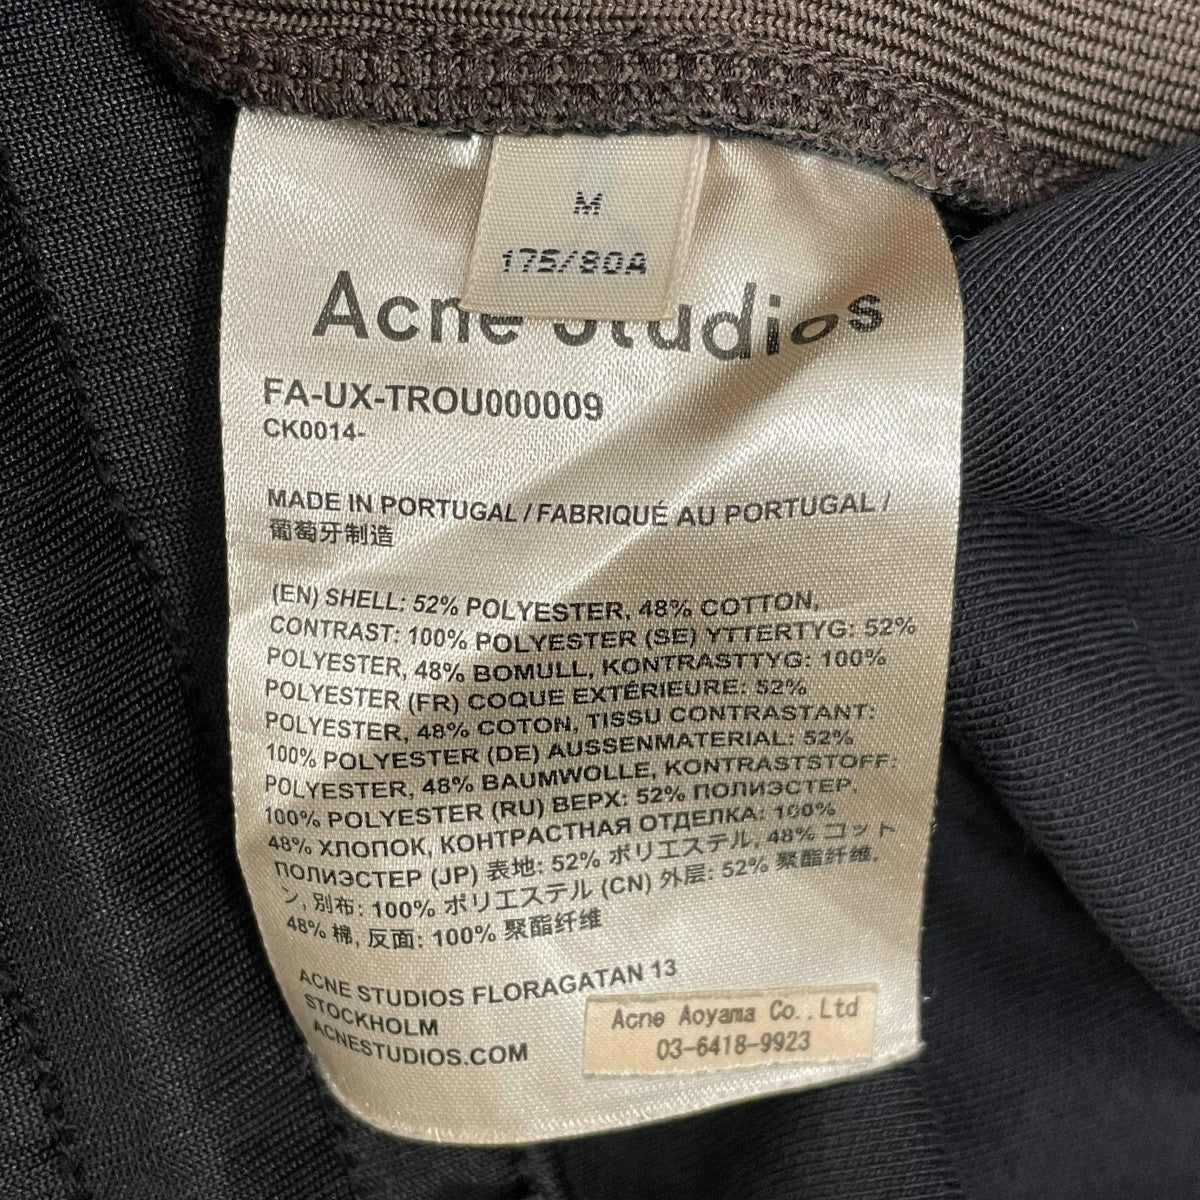 M
175/80A
Acne Studios
FA-UX-TROU000009
CK0014-
MADE IN PORTUGAL / FABRIQUÉ AU PORTUGAL /
葡萄牙制造
(EN) SHELL: 52% POLYESTER, 48% COTTON,
CONTRAST: 100% POLYESTER (SE) YTTERTYG: 52%
POLYESTER, 48% BOMULL, KONTRASTTYG: 100%
POLYESTER (FR) COQUE EXTÉRIEURE: 52%
POLYESTER, 48% COTON, TISSU CONTRASTANT:
100% POLYESTER (DE) AUSSENMATERIAL: 52%
POLYESTER, 48% BAUMWOLLE, KONTRASTSTOFF:
100% POLYESTER (RU) ВЕРХ: 52% ПОЛИЭСТЕР,
48% ХЛОПОК, КОНТРАСТНАЯ ОТДЕЛКА: 100%
ПОЛИЭСТЕР (JP) 表地: 52% ポリエステル, 48% コット
ン, 別布: 100% ポリエステル (CN) 外层: 52% 聚酯纤维,
48% 棉, 反面: 100% 聚酯纤维
ACNE STUDIOS FLORAGATAN 13
STOCKHOLM
ACNESTUDIOS.COM
Acne Aoyama Co.,Ltd
03-6418-9923